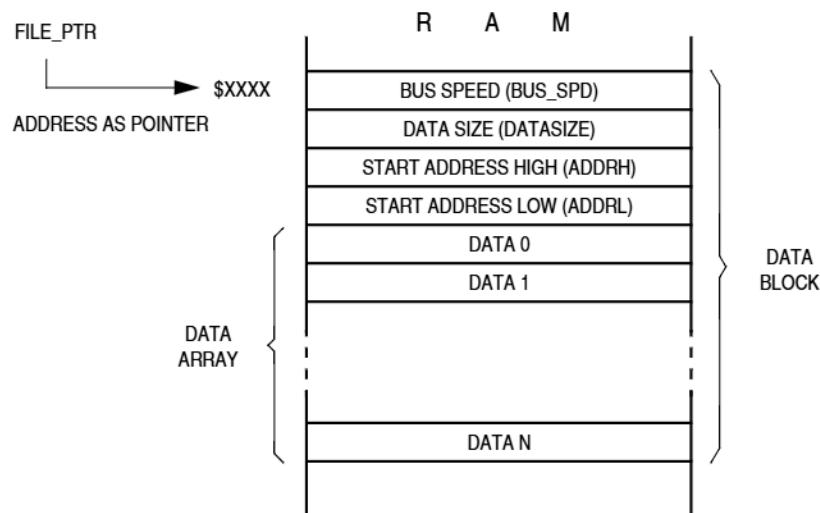 R A M
FILE_PTR
$XXXX
ADDRESS AS POINTER
BUS SPEED (BUS_SPD)
DATA SIZE (DATASIZE)
START ADDRESS HIGH (ADDRH)
START ADDRESS LOW (ADDRL)
DATA 0
DATA 1
DATA
BLOCK
DATA
ARRAY
DATA N